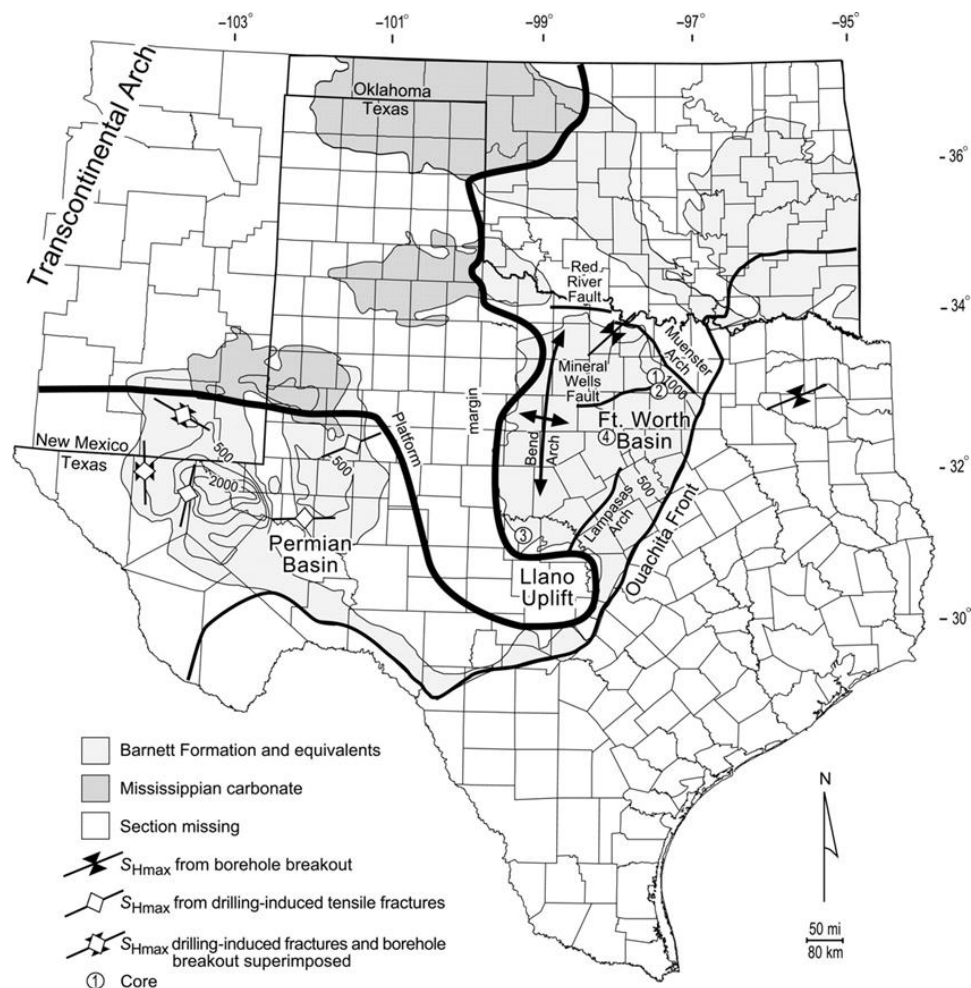 −103
−101
−99
−97
−95
Transcontinental Arch
Oklahoma
Texas
− 36°
Red
River
Fault
− 34°
Muenster
Arch
Mineral
Wells
Fault
1
1000
2
margin
Platform
Ft. Worth
Basin
4
Bend
Arch
New Mexico
Texas
500
500
2000
− 32°
500
Lampasas
Arch
Ouachita Front
3
Permian
Basin
Llano
Uplift
− 30°
Barnett Formation and equivalents
Mississippian carbonate
Section missing
SHmax from borehole breakout
SHmax from drilling-induced tensile fractures
SHmax drilling-induced fractures and borehole
breakout superimposed
1 Core
N
50 mi
80 km